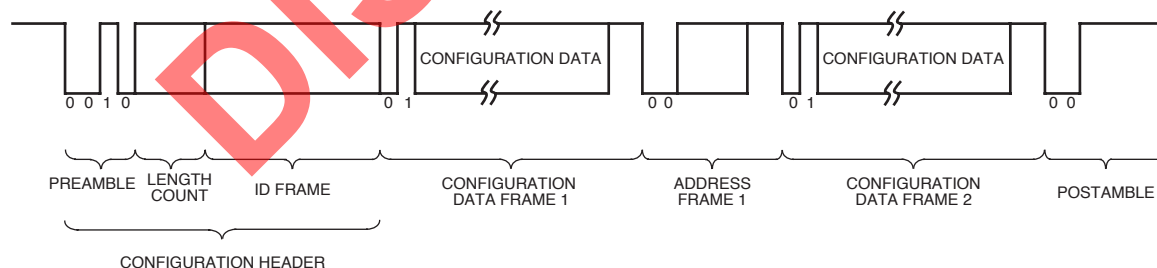 CONFIGURATION DATA CONFIGURATION DATA
0 0 1 0 0 1 0 0 0 1 0 0
PREAMBLE LENGTH COUNT ID FRAME CONFIGURATION DATA FRAME 1 ADDRESS FRAME 1 CONFIGURATION DATA FRAME 2 POSTAMBLE
CONFIGURATION HEADER